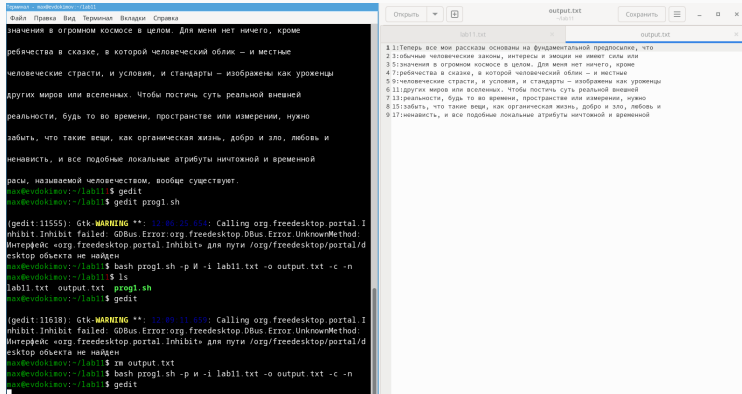 Терминал - max@evdokimov:~/lab11
Файл Правка Вид Терминал Вкладки Справка
значения в огромном космосе в целом. Для меня нет ничего, кроме
ребячества в сказке, в которой человеческий облик — и местные
человеческие страсти, и условия, и стандарты — изображены как уроженцы
других миров или вселенных. Чтобы постичь суть реальной внешней
реальности, будь то во времени, пространстве или измерении, нужно
забыть, что такие вещи, как органическая жизнь, добро и зло, любовь и
ненависть, и все подобные локальные атрибуты ничтожной и временной
расы, называемой человечеством, вообще существуют.
max@evdokimov:~/lab11$ gedit
max@evdokimov:~/lab11$ gedit prog1.sh
(gedit:11555): Gtk-WARNING **: : Calling org.freedesktop.portal.I
nhibit.Inhibit failed: GDBus.Error:org.freedesktop.DBus.Error.UnknownMethod:
Интерфейс «org.freedesktop.portal.Inhibit» для пути /org/freedesktop/portal/d
esktop объекта не найден
max@evdokimov:~/lab11$ bash prog1.sh -p И -i lab11.txt -o output.txt -c -n
max@evdokimov:~/lab11$ ls
lab11.txt output.txt prog1.sh
max@evdokimov:~/lab11$ gedit
(gedit:11618): Gtk-WARNING **: : Calling org.freedesktop.portal.I
nhibit.Inhibit failed: GDBus.Error:org.freedesktop.DBus.Error.UnknownMethod:
Интерфейс «org.freedesktop.portal.Inhibit» для пути /org/freedesktop/portal/d
esktop объекта не найден
max@evdokimov:~/lab11$ rm output.txt
max@evdokimov:~/lab11$ bash prog1.sh -p и -i lab11.txt -o output.txt -c -n
max@evdokimov:~/lab11$ gedit
Открыть output.txt Сохранить
~/lab11
lab11.txt output.txt
1 1:Теперь все мои рассказы основаны на фундаментальной предпосылке, что
2 3:обычные человеческие законы, интересы и эмоции не имеют силы или
3 5:значения в огромном космосе в целом. Для меня нет ничего, кроме
4 7:ребячества в сказке, в которой человеческий облик — и местные
5 9:человеческие страсти, и условия, и стандарты — изображены как уроженцы
6 11:других миров или вселенных. Чтобы постичь суть реальной внешней
7 13:реальности, будь то во времени, пространстве или измерении, нужно
8 15:забыть, что такие вещи, как органическая жизнь, добро и зло, любовь и
9 17:ненависть, и все подобные локальные атрибуты ничтожной и временной